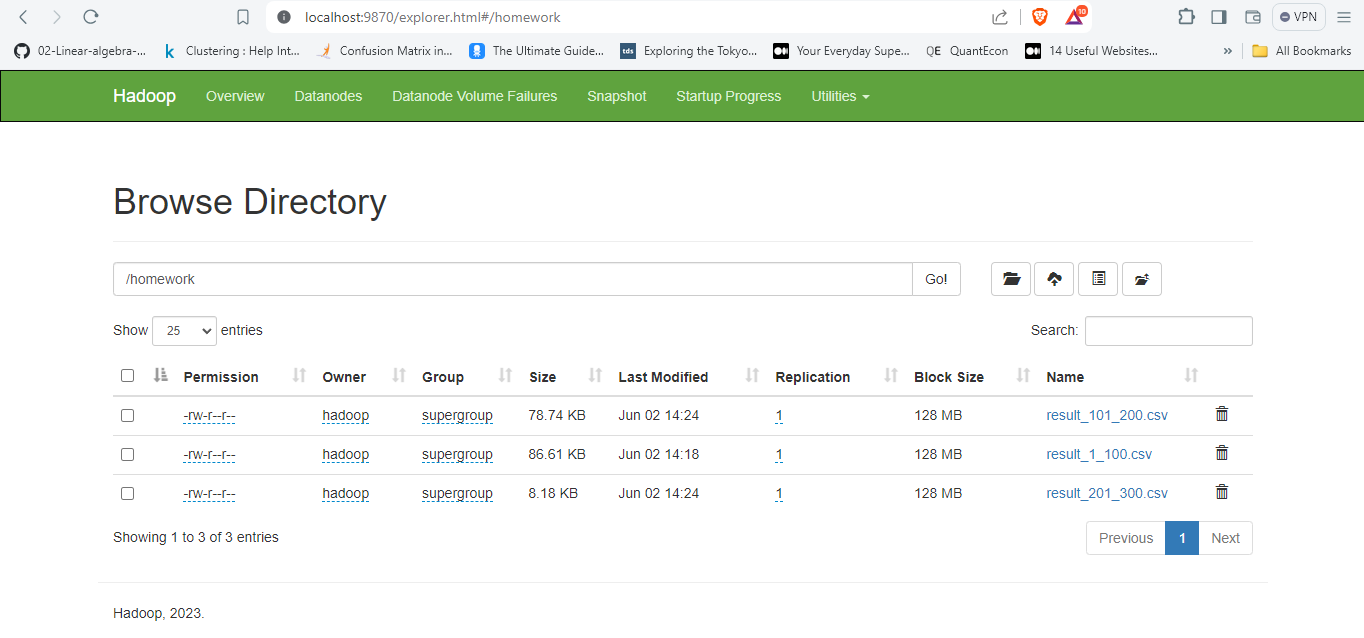 localhost:9870/explorer.html#/homework
10
VPN
02-Linear-algebra-... Clustering : Help Int... Confusion Matrix in... The Ultimate Guide... tds Exploring the Tokyo... Your Everyday Supe... QE QuantEcon 14 Useful Websites... » All Bookmarks
Hadoop Overview Datanodes Datanode Volume Failures Snapshot Startup Progress Utilities
Browse Directory
/homework Go!
Show 25 entries Search:
Permission Owner Group Size Last Modified Replication Block Size Name
-rw-r--r-- hadoop supergroup 78.74 KB Jun 02 14:24 1 128 MB result_101_200.csv
-rw-r--r-- hadoop supergroup 86.61 KB Jun 02 14:18 1 128 MB result_1_100.csv
-rw-r--r-- hadoop supergroup 8.18 KB Jun 02 14:24 1 128 MB result_201_300.csv
Showing 1 to 3 of 3 entries Previous 1 Next
Hadoop, 2023.